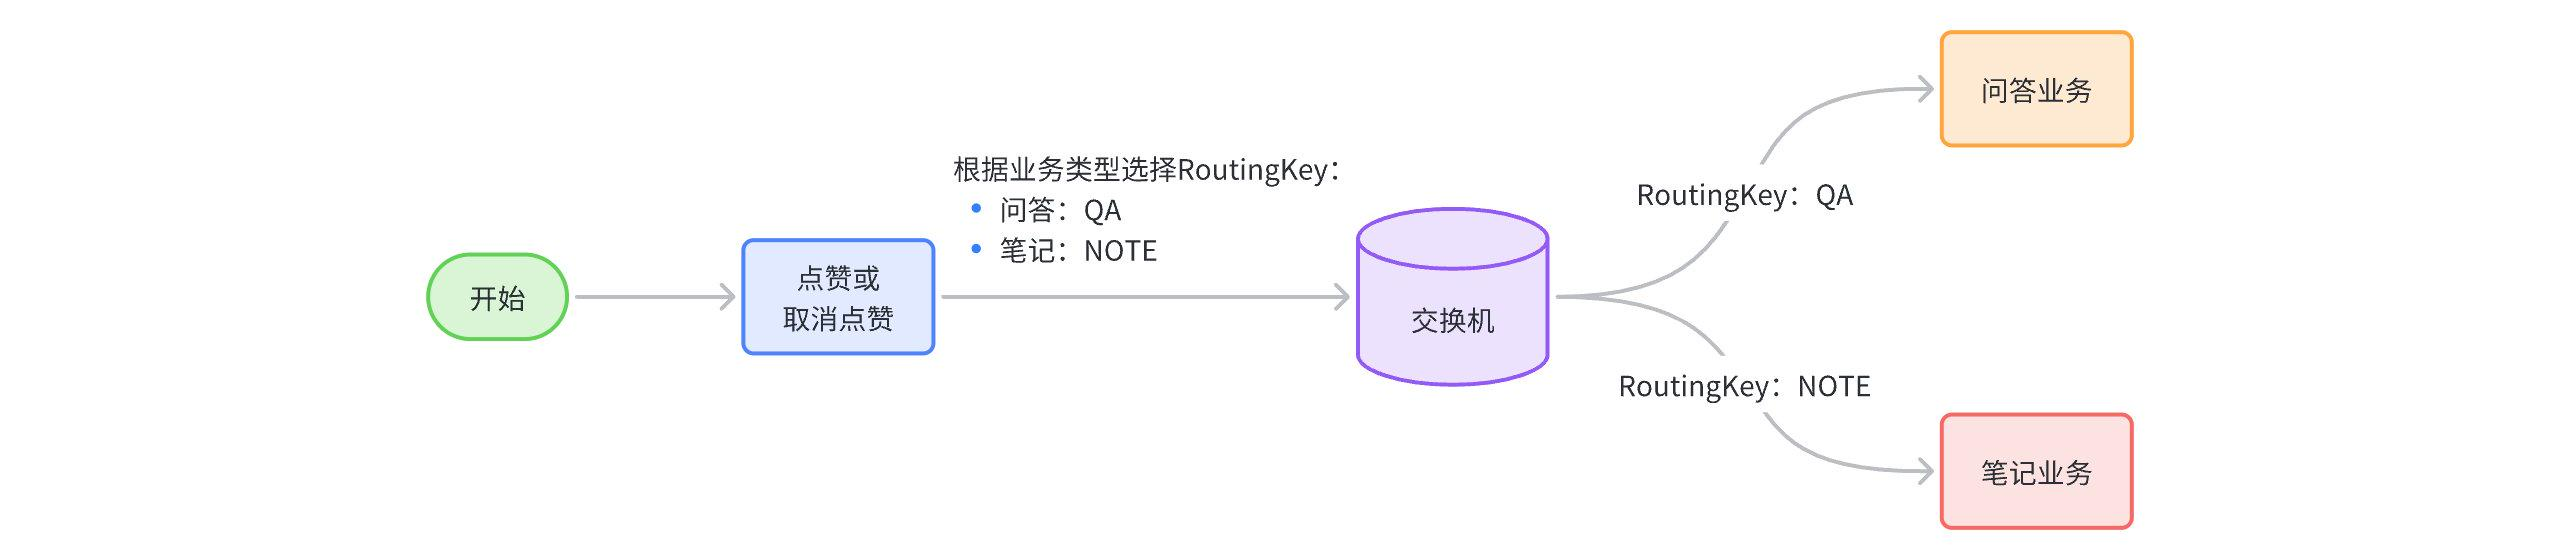 开始
点赞或
取消点赞
根据业务类型选择RoutingKey：
问答：QA
笔记：NOTE
交换机
RoutingKey：QA
问答业务
RoutingKey：NOTE
笔记业务